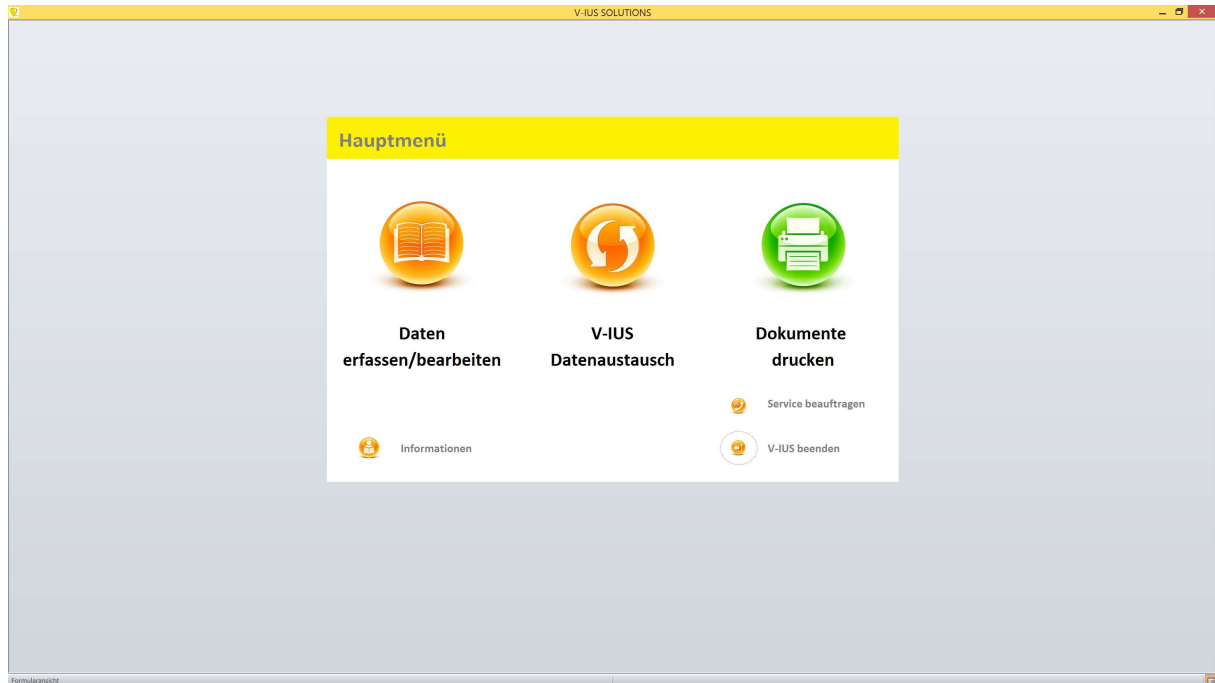 V-IUS SOLUTIONS
Hauptmenü
Daten
erfassen/bearbeiten
V-IUS
Datenaustausch
Dokumente
drucken
Service beauftragen
Informationen
V-IUS beenden
Formularansicht